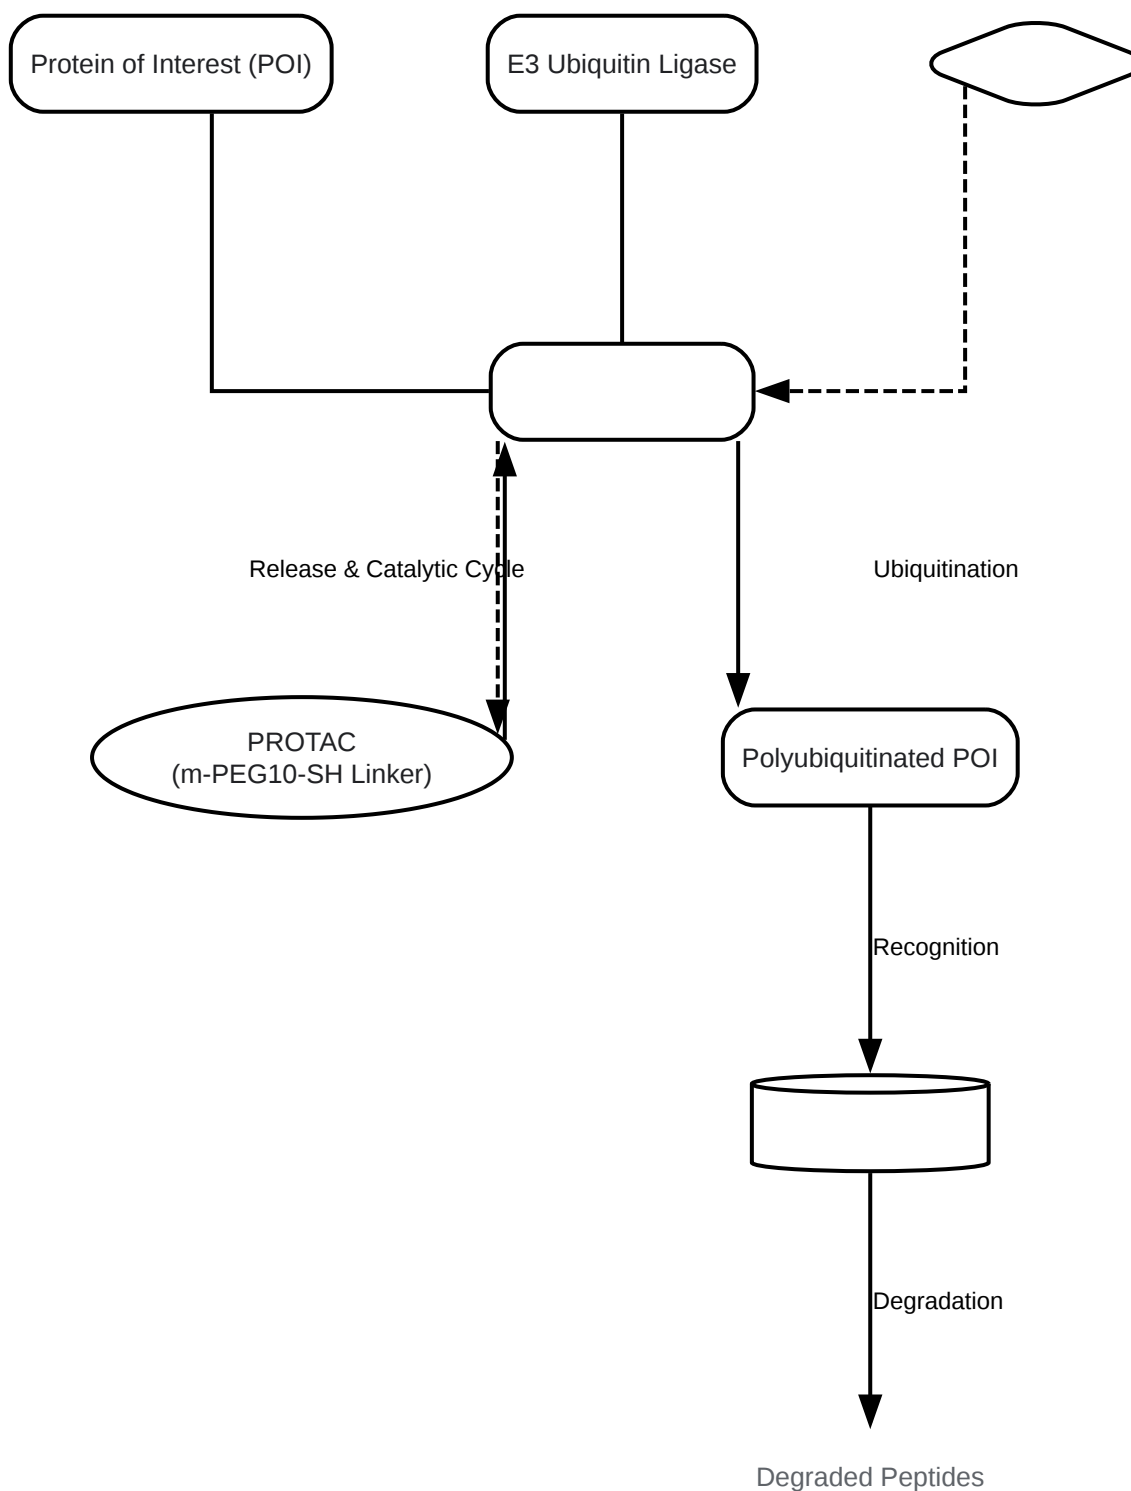 Protein of Interest (POI)
E3 Ubiquitin Ligase
Release & Catalytic Cycle
Ubiquitination
PROTAC
(m-PEG10-SH Linker)
Polyubiquitinated POI
Recognition
Degradation
Degraded Peptides